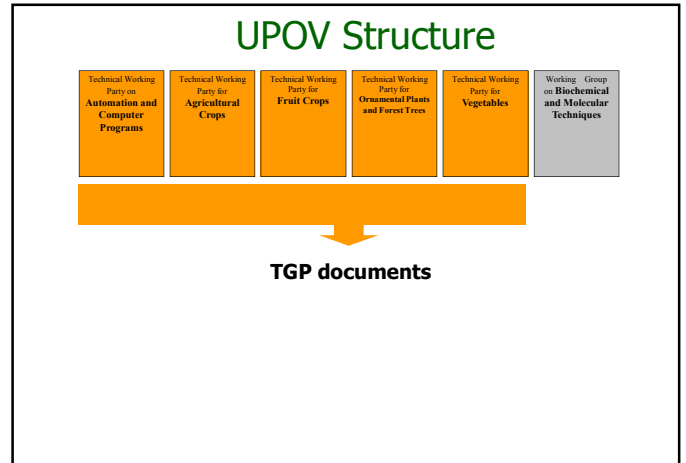 UPOV Structure
Technical Working
Party on
Automation and
Computer
Programs
Technical Working
Party for
Agricultural
Crops
Technical Working
Party for
Fruit Crops
Technical Working
Party for
Ornamental Plants
and Forest Trees
Technical Working
Party for
Vegetables
Working Group
on Biochemical
and Molecular
Techniques
TGP documents